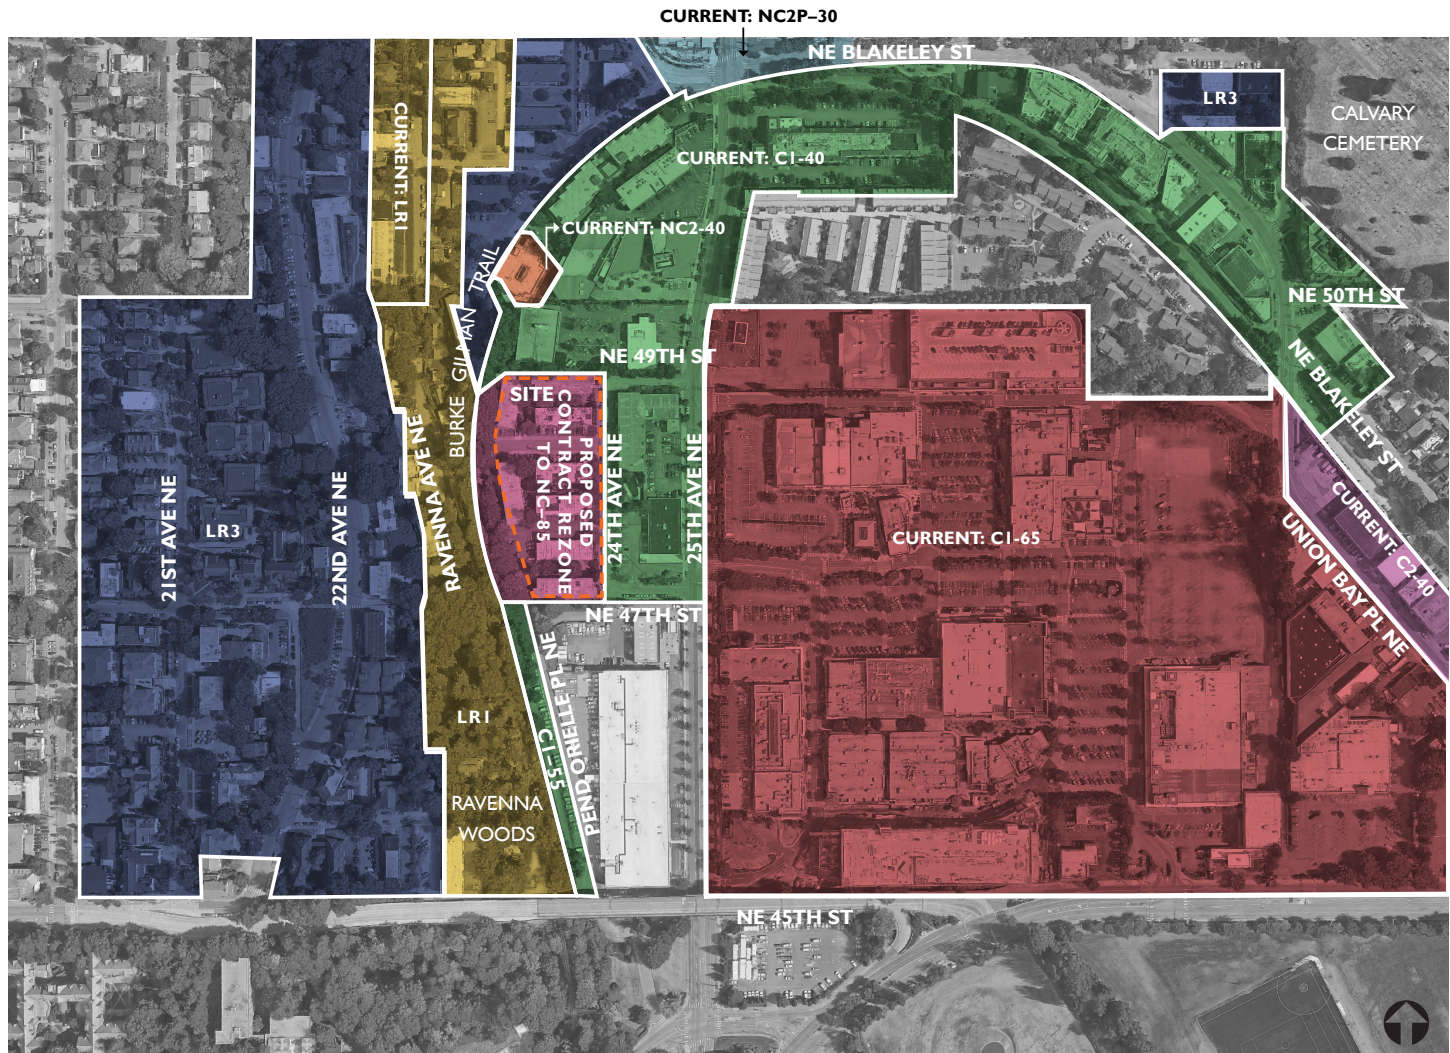 CURRENT: NC2P–30
NE BLAKELEY ST
LR3
CALVARY
CEMETERY
CURRENT: LR1
CURRENT: C1-40
CURRENT: NC2-40
BURKE GILMAN TRAIL
NE 50TH ST
NE 49TH ST
NE BLAKELEY ST
SITE
PROPOSED
CONTRACT REZONE
TO NC–85
RAVENNA AVE NE
24TH AVE NE
25TH AVE NE
21ST AVE NE
LR3
22ND AVE NE
CURRENT: C1-65
CURRENT: C2-40
UNION BAY PL NE
NE 47TH ST
PEND ORIELLE PL NE
C1–55
LR1
RAVENNA
WOODS
NE 45TH ST